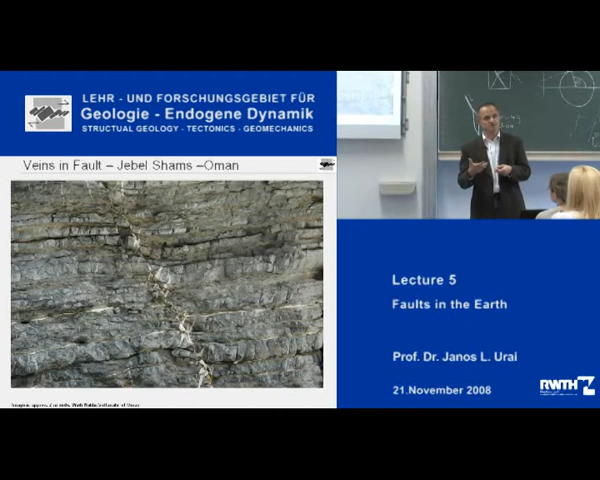 LEHR - UND FORSCHUNGSGEBIET FÜR
Geologie - Endogene Dynamik
STRUCTUAL GEOLOGY - TECTONICS - GEOMECHANICS
Veins in Fault – Jebel Shams –Oman
Lecture 5
Faults in the Earth
Prof. Dr. Janos L. Urai
21.November 2008
RWTH